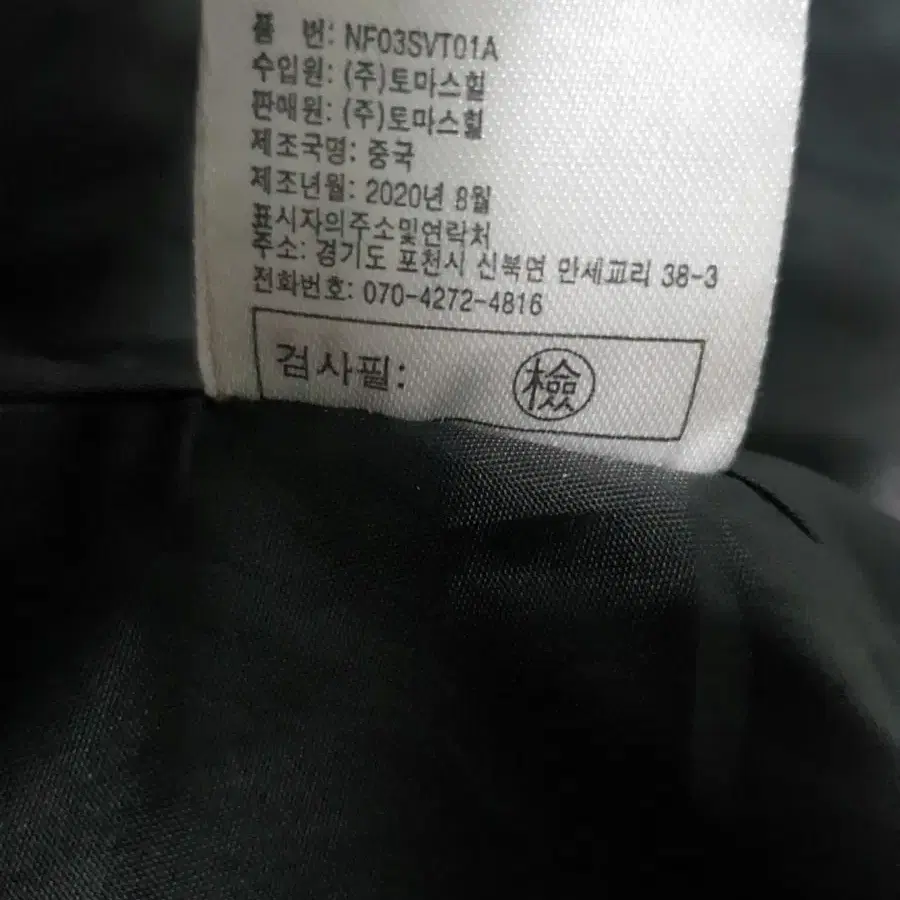 품 번: NF03SVT01A
수입원: (주)토마스힐
판매원: (주)토마스힐
제조국명: 중국
제조년월: 2020년 8월
표시자의주소및연락처
주소: 경기도 포천시 신북면 만세교리 38-3
전화번호: 070-4272-4816
검사필: 檢